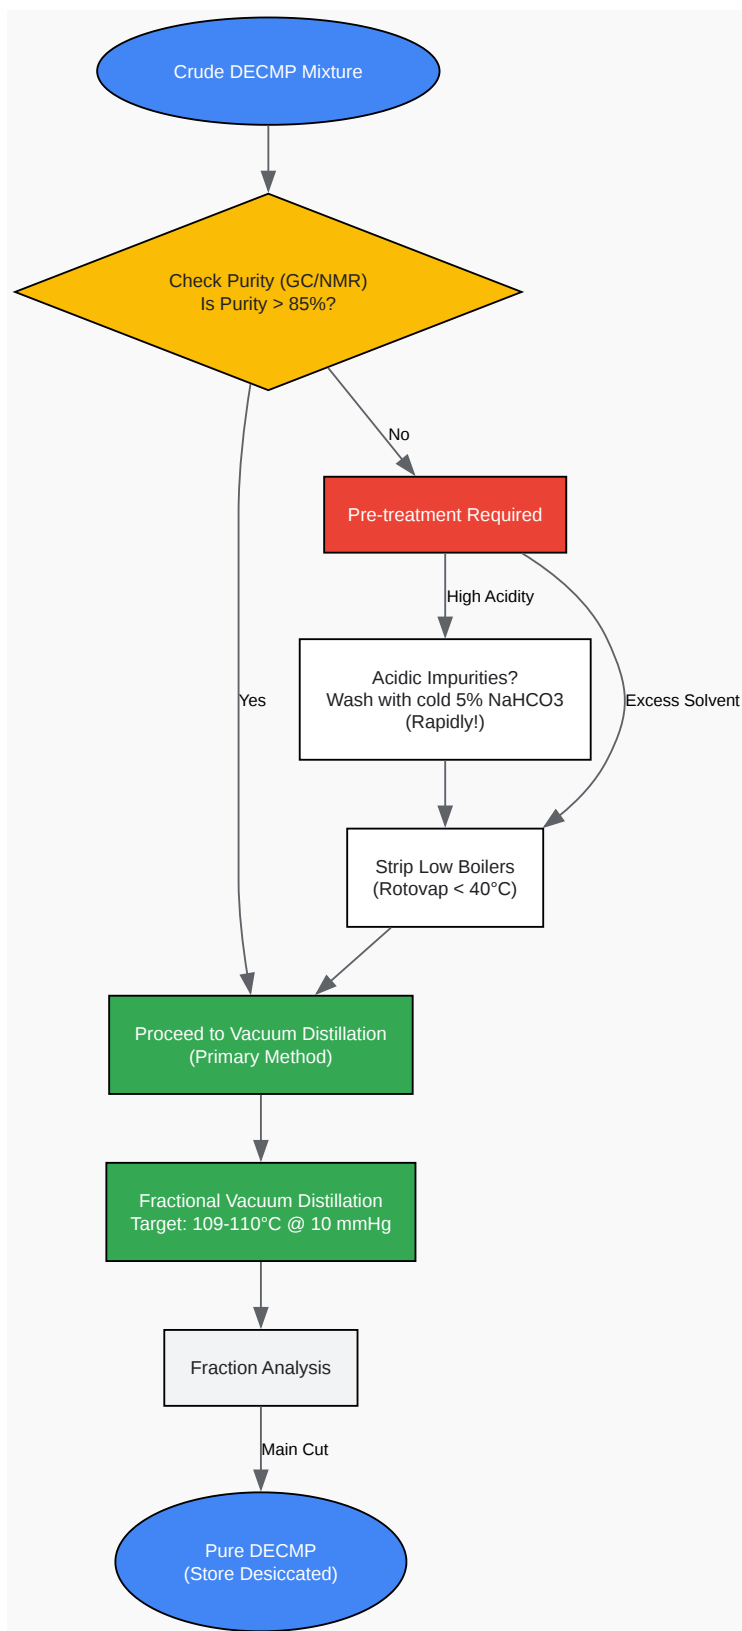 Crude DECMP Mixture
Check Purity (GC/NMR)
Is Purity > 85%?
No
Pre-treatment Required
High Acidity
Acidic Impurities?
Wash with cold 5% NaHCO3
(Rapidly!)
Yes
Excess Solvent
Strip Low Boilers
(Rotovap < 40°C)
Proceed to Vacuum Distillation
(Primary Method)
Fractional Vacuum Distillation
Target: 109-110°C @ 10 mmHg
Fraction Analysis
Main Cut
Pure DECMP
(Store Desiccated)